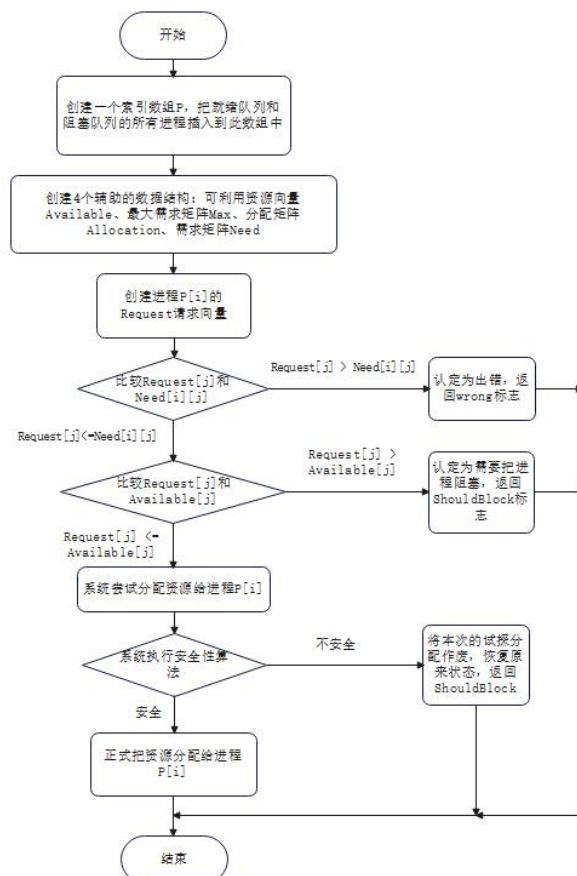 开始
创建一个索引数组P，把就绪队列和
阻塞队列的所有进程插入到此数组中
创建4个辅助的数据结构：可利用资源向量
Available、最大需求矩阵Max、分配矩阵
Allocation、需求矩阵Need
创建进程P[i]的
Request请求向量
比较Request[j]和
Need[i][j]
Request[j] > Need[i][j]
认定为出错，返
回wrong标志
Request[j]<=Need[i][j]
比较Request[j]和
Available[j]
Request[j] >
Available[j]
认定为需要把进
程阻塞，返回
ShouldBlock标
志
Request[j] <=
Available[j]
系统尝试分配资源给进程P[i]
系统执行安全性算
法
不安全
将本次的试探分
配作废，恢复原
来状态，返回
ShouldBlock
安全
正式把资源分配给进程
P[i]
结束